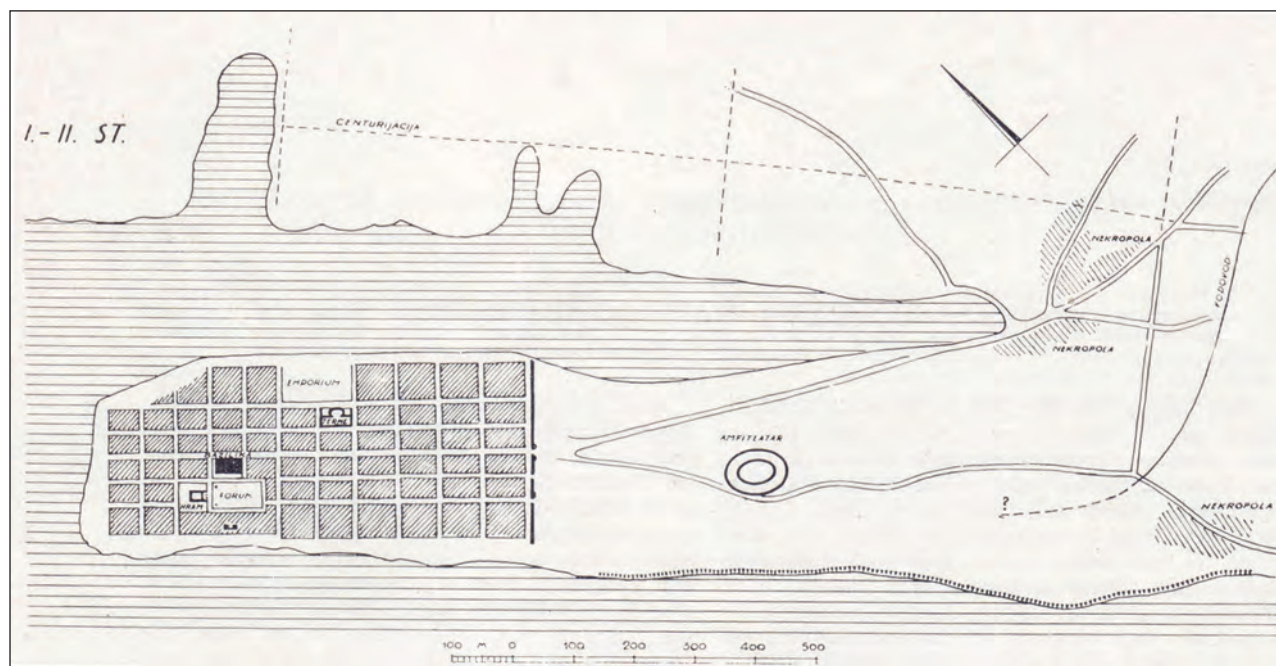 I.-II. ST.
CENTURIJACIJA
NEKROPOLA
VODOVOD
NEKROPOLA
EMPORIUM
TERME
AMFITEATAR
BAZILIKA
FORUM
HRAM
?
NEKROPOLA
100 M 0 100 200 300 400 500